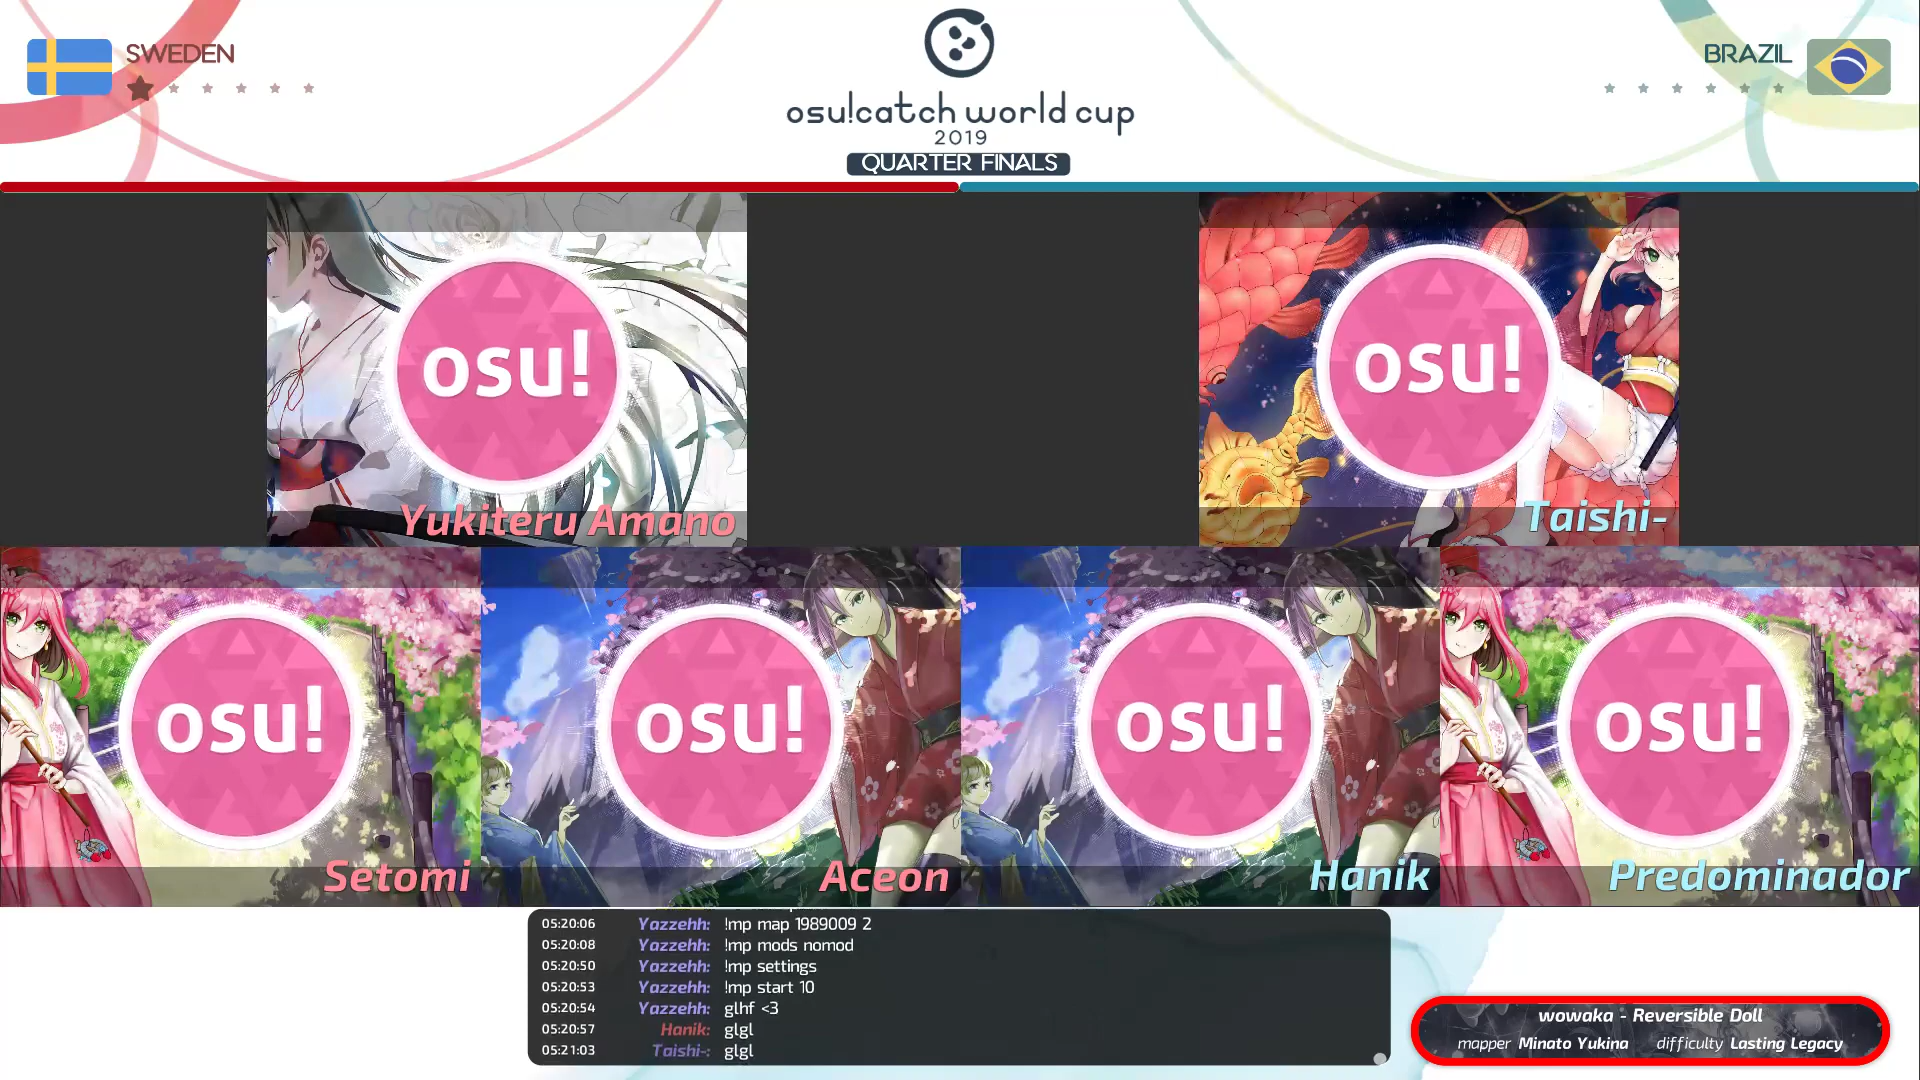 SWEDEN
BRAZIL
osu!catch world cup
2019
QUARTER FINALS
osu!
Yukiteru Amano
osu!
Taishi-
osu!
Setomi
osu!
Aceon
osu!
Hanik
osu!
Predominador
05:20:06 Yazzehh: !mp map 1989009 2
05:20:08 Yazzehh: !mp mods nomod
05:20:50 Yazzehh: !mp settings
05:20:53 Yazzehh: !mp start 10
05:20:54 Yazzehh: glhf <3
05:20:57 Hanik: glgl
05:21:03 Taishi-: glgl
wowaka - Reversible Doll
mapper Minato Yukina difficulty Lasting Legacy